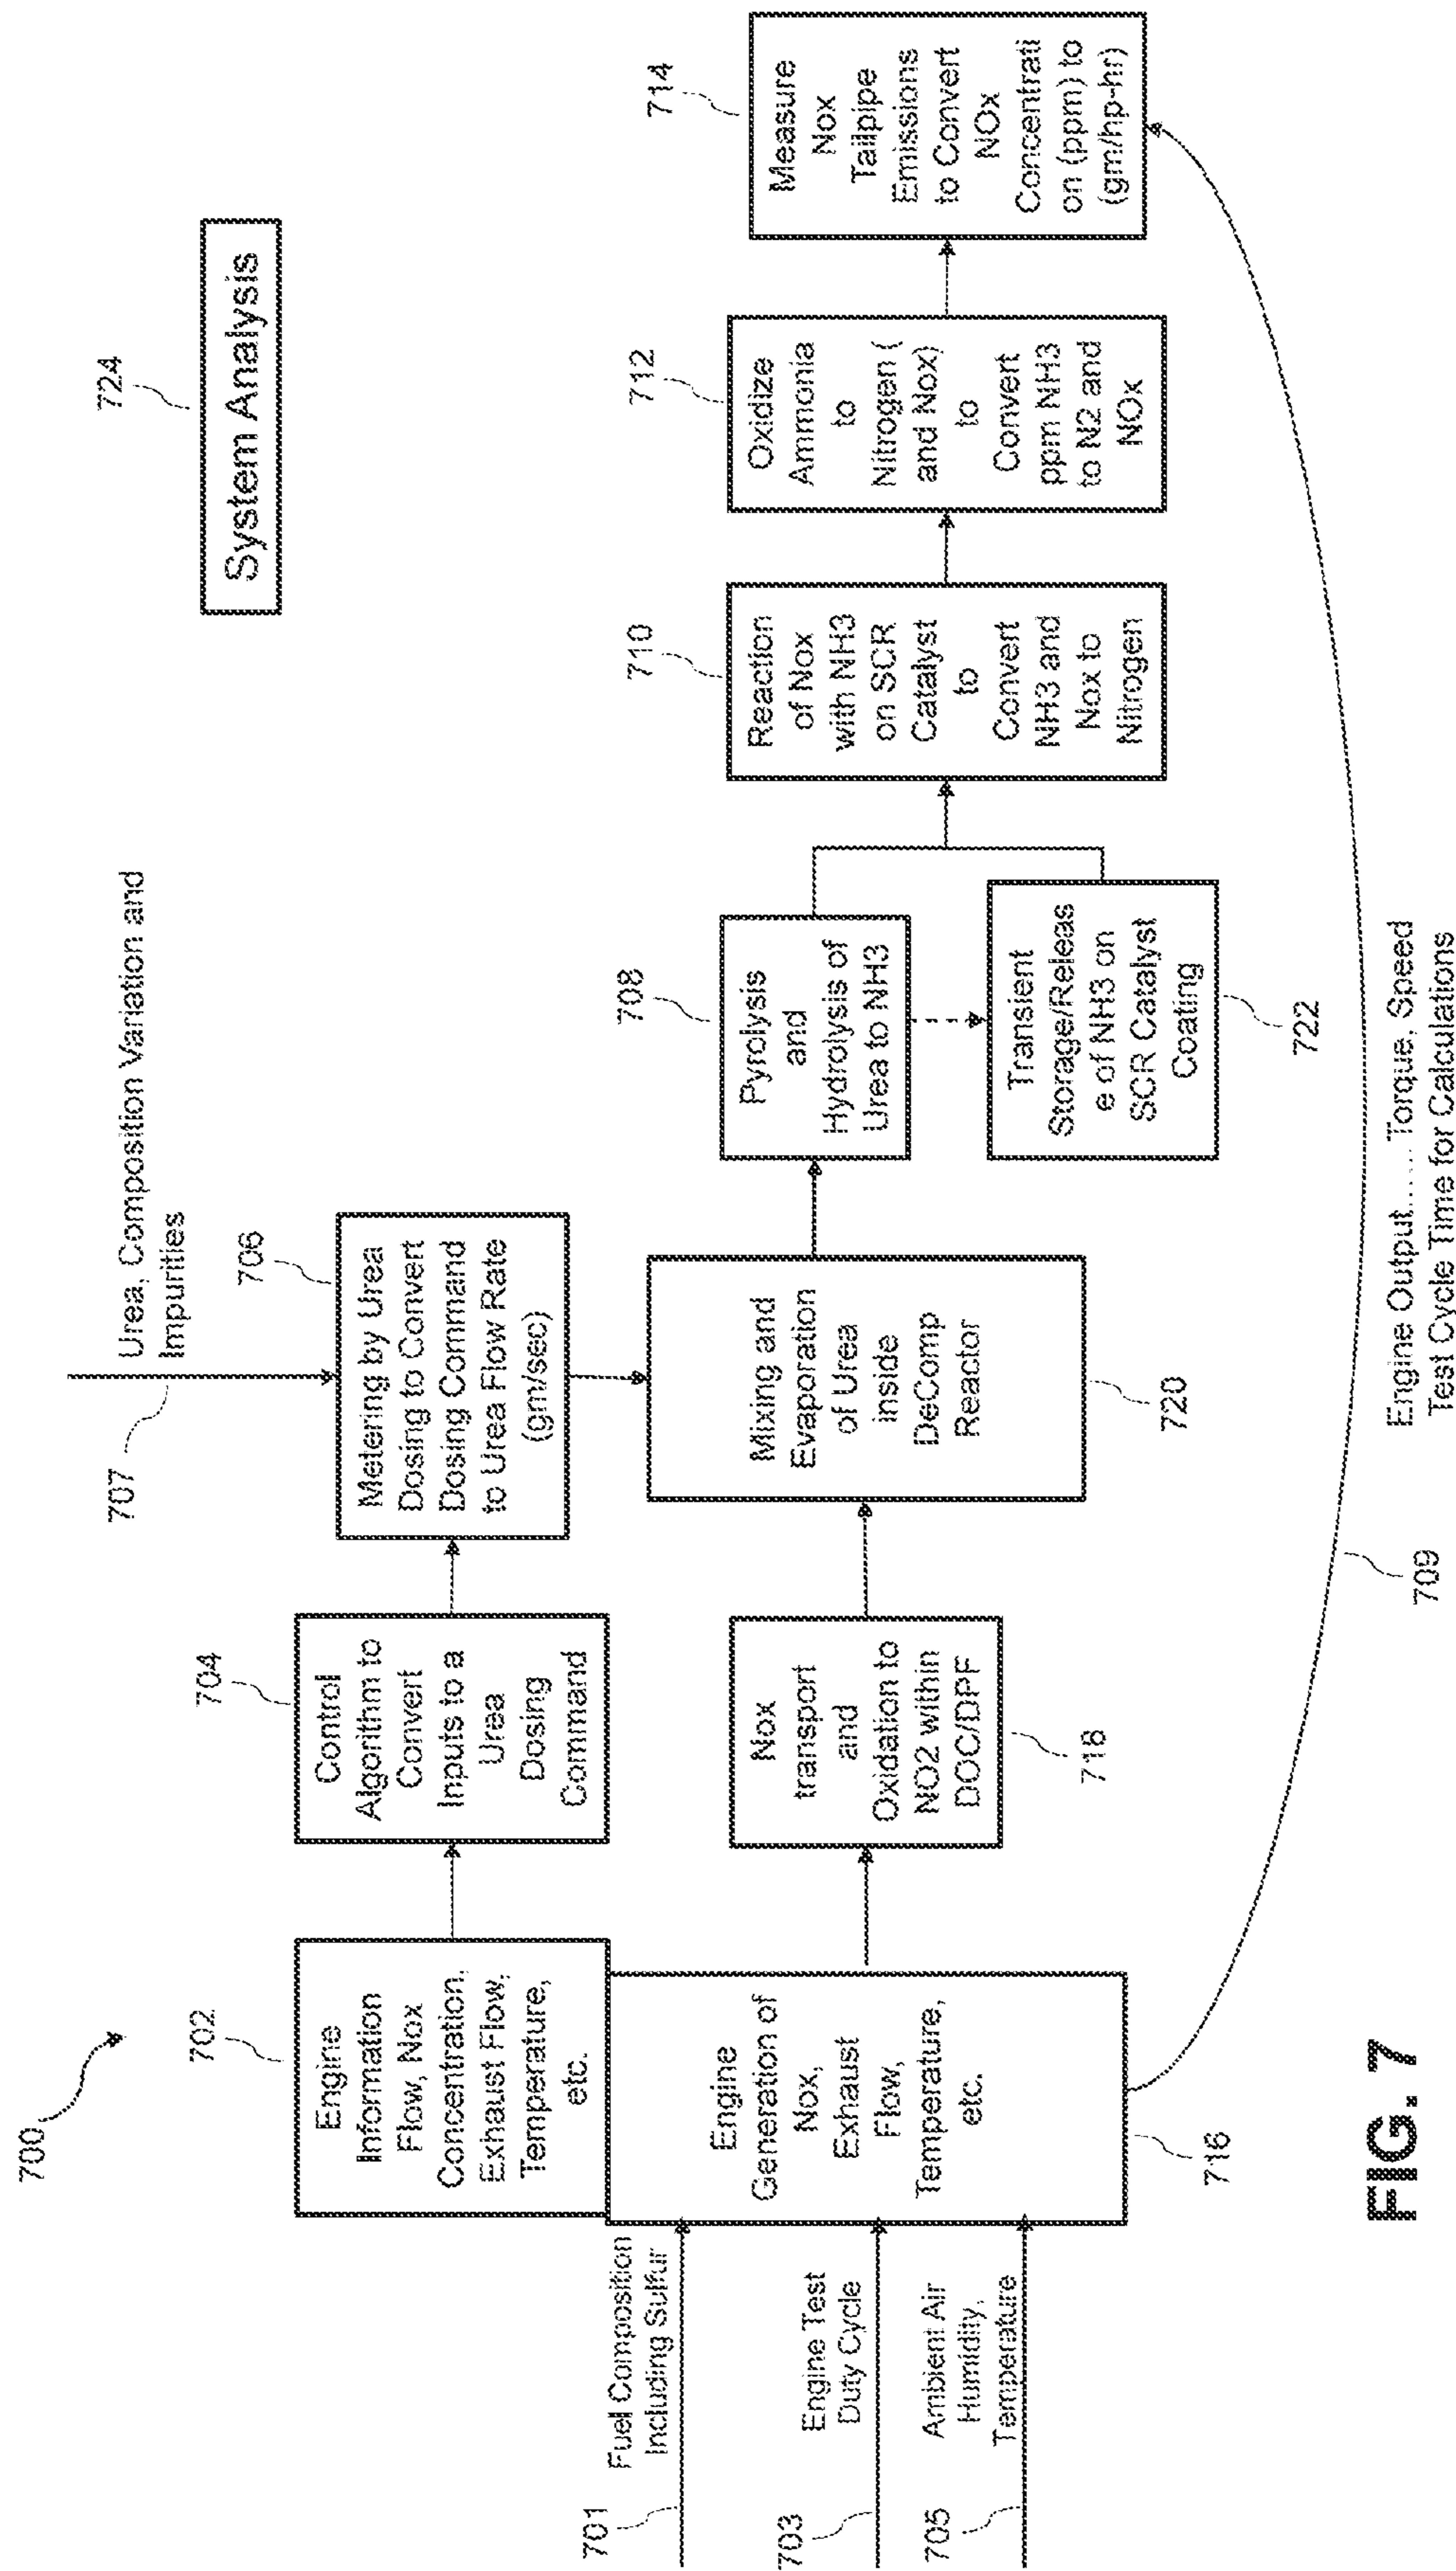 700
724
System Analysis
707
Urea, Composition Variation and
Impurities
702
Engine
Information
Flow, Nox
Concentration,
Exhaust Flow,
Temperature,
etc.
704
Control
Algorithm to
Convert
Inputs to a
Urea
Dosing
Command
706
Metering by Urea
Dosing to Convert
Dosing Command
to Urea Flow Rate
(gm/sec)
701
Fuel Composition
Including Sulfur
703
Engine Test
Duty Cycle
705
Ambient Air
Humidity,
Temperature
Engine
Generation of
Nox,
Exhaust
Flow,
Temperature,
etc.
716
Nox
transport
and
Oxidation to
NO2 within
DOC/DPF
718
Mixing and
Evaporation
of Urea
inside
DeComp
Reactor
720
708
Pyrolysis
and
Hydrolysis of
Urea to NH3
Transient
Storage/Releas
e of NH3 on
SCR Catalyst
Coating
722
710
Reaction
of Nox
with NH3
on SCR
Catalyst
to
Convert
NH3 and
Nox to
Nitrogen
712
Oxidize
Ammonia
to
Nitrogen (
and Nox)
to
Convert
ppm NH3
to N2 and
NOx
714
Measure
Nox
Tailpipe
Emissions
to Convert
NOx
Concentrati
on (ppm) to
(gm/hp-hr)
709
Engine Output...... Torque, Speed
Test Cycle Time for Calculations
FIG. 7